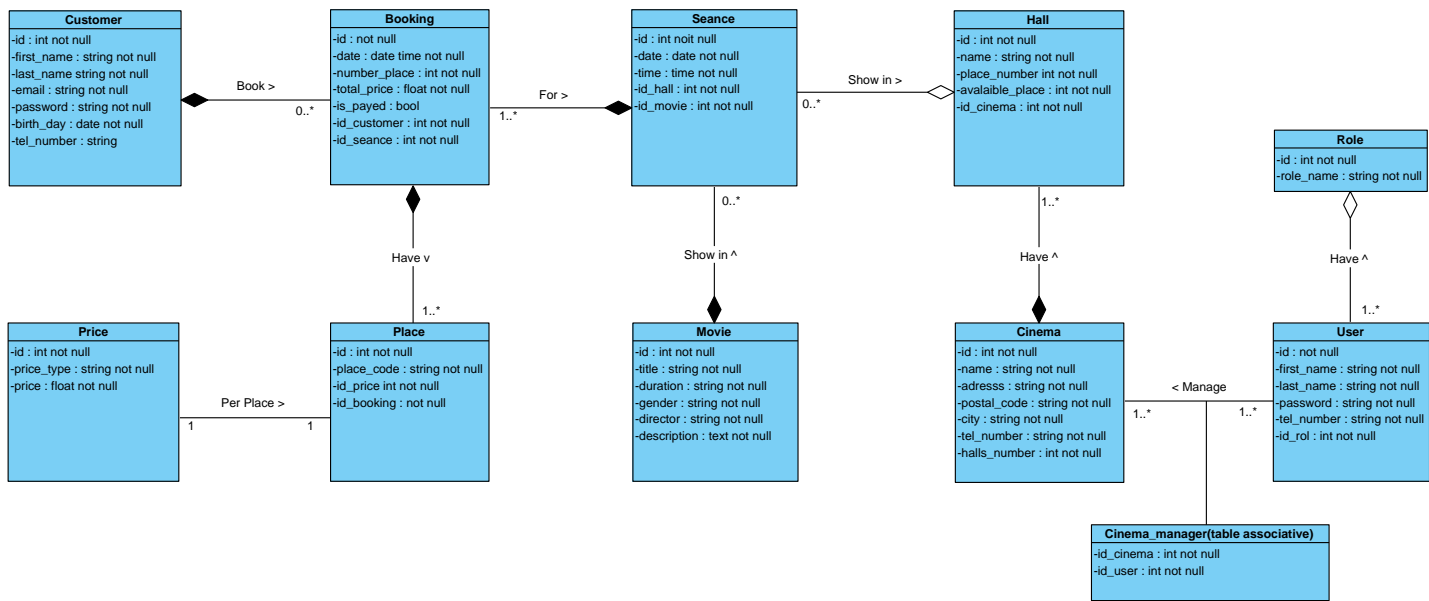 Customer
-id : int not null
-first_name : string not null
-last_name string not null
-email : string not null
-password : string not null
-birth_day : date not null
-tel_number : string
Book >
0..*
Booking
-id : not null
-date : date time not null
-number_place : int not null
-total_price : float not null
-is_payed : bool
-id_customer : int not null
-id_seance : int not null
For >
1..*
Seance
-id : int noit null
-date : date not null
-time : time not null
-id_hall : int not null
-id_movie : int not null
Show in >
0..*
Hall
-id : int not null
-name : string not null
-place_number int not null
-avalaible_place : int not null
-id_cinema : int not null
Role
-id : int not null
-role_name : string not null
Have v
1..*
0..*
Show in ^
1..*
Have ^
Have ^
1..*
Price
-id : int not null
-price_type : string not null
-price : float not null
Per Place >
1
1
Place
-id : int not null
-place_code : string not null
-id_price int not null
-id_booking : not null
Movie
-id : int not null
-title : string not null
-duration : string not null
-gender : string not null
-director : string not null
-description : text not null
Cinema
-id : int not null
-name : string not null
-adresss : string not null
-postal_code : string not null
-city : string not null
-tel_number : string not null
-halls_number : int not null
< Manage
1..*
1..*
User
-id : not null
-first_name : string not null
-last_name : string not null
-password : string not null
-tel_number : string not null
-id_rol : int not null
Cinema_manager(table associative)
-id_cinema : int not null
-id_user : int not null